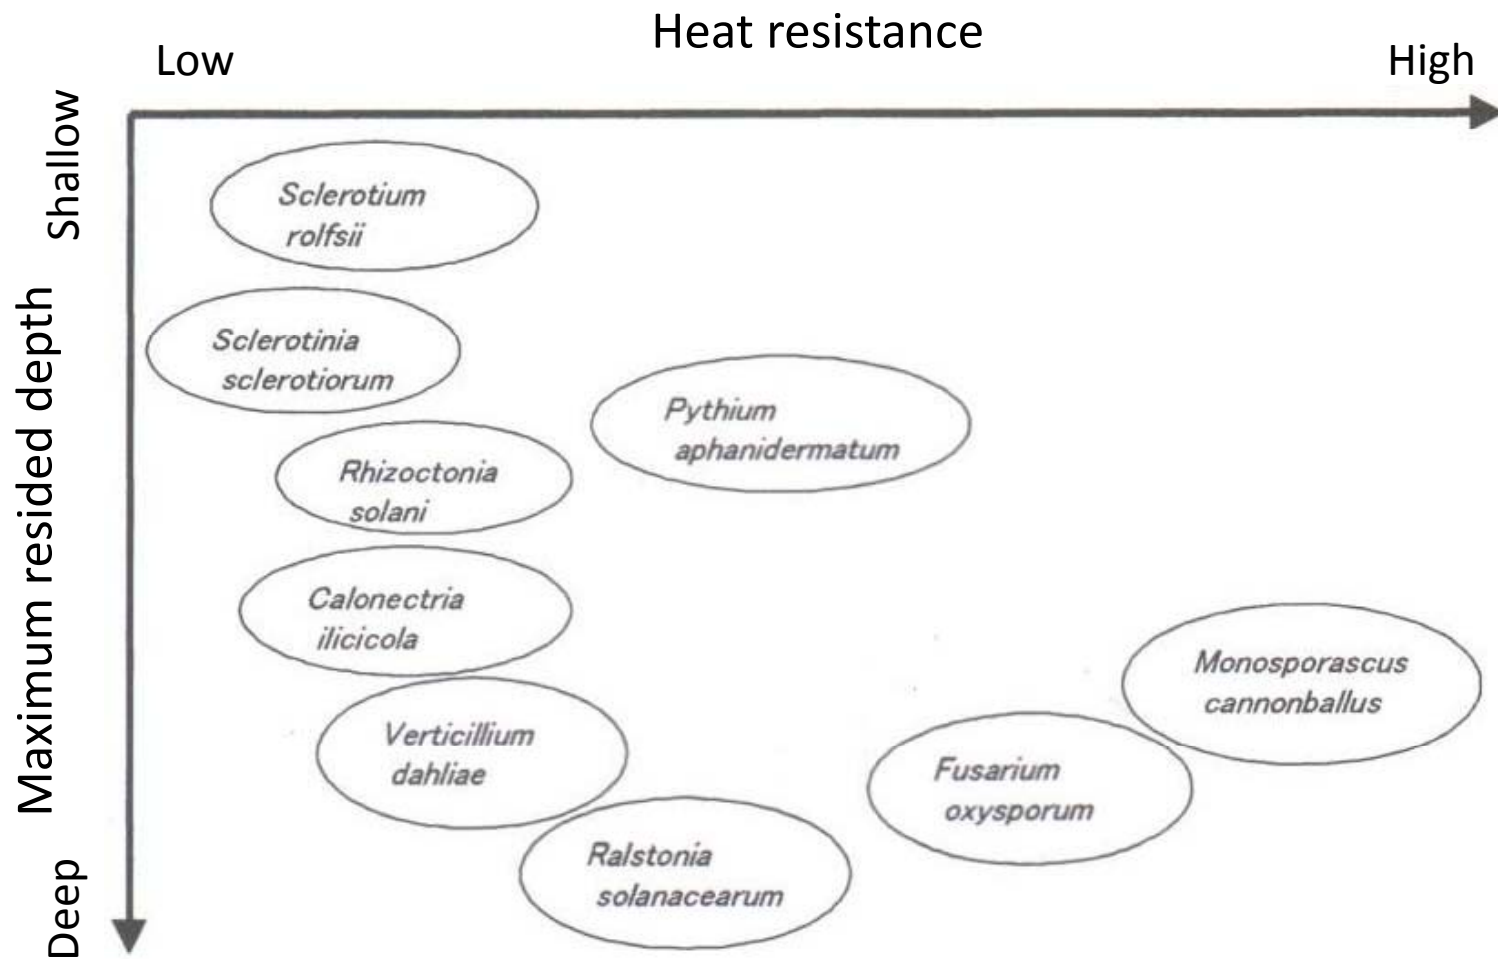 Heat resistance
Low
High
Shallow
Maximum resided depth
Deep
Sclerotium
rolfsii
Sclerotinia
sclerotiorum
Pythium
aphanidermatum
Rhizoctonia
solani
Calonectria
ilicicola
Monosporascus
cannonballus
Verticillium
dahliae
Fusarium
oxysporum
Ralstonia
solanacearum